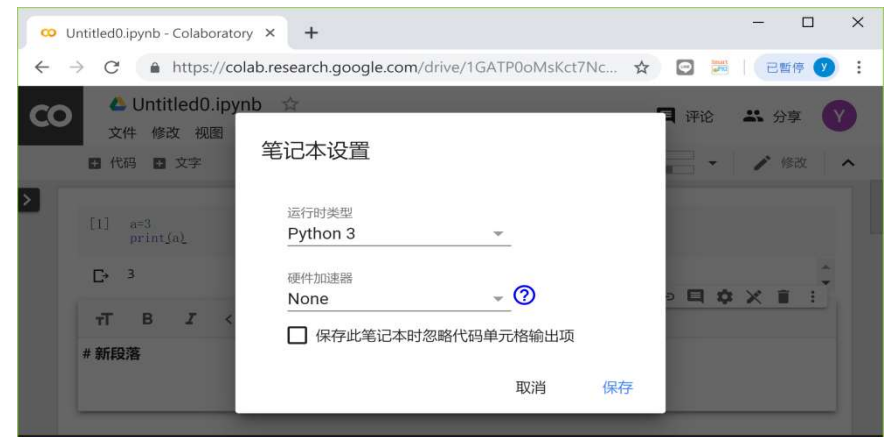 Untitled0.ipynb - Colaboratory
https://colab.research.google.com/drive/1GATP0oMsKct7Nc...
已暂停 y
CO
Untitled0.ipynb
评论 分享 Y
文件 修改 视图
代码 文字
修改
笔记本设置
[1] a=3
print(a)
3
运行时类型
Python 3
硬件加速器
None
保存此笔记本时忽略代码单元格输出项
取消 保存
B I <
# 新段落